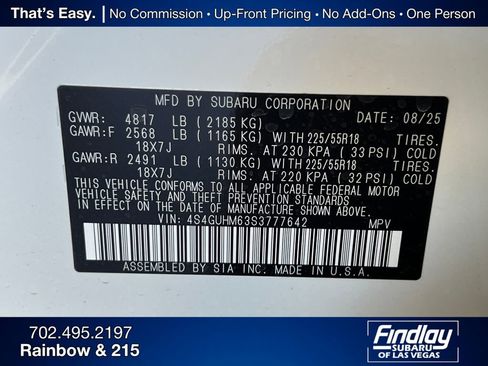 That's Easy. | No Commission - Up-Front Pricing - No Add-Ons - One Person
MFD BY SUBARU CORPORATION DATE: 08/25
GVWR: 4817 LB ( 2185 KG)
GAWR:F 2568 LB ( 1165 KG) WITH 225/55R18 TIRES.
18X7J RIMS. AT 230 KPA ( 33 PSI) COLD
GAWR:R 2491 LB ( 1130 KG) WITH 225/55R18 TIRES.
18X7J RIMS. AT 220 KPA ( 32 PSI) COLD
THIS VEHICLE CONFORMS TO ALL APPLICABLE FEDERAL MOTOR
VEHICLE SAFETY AND THEFT PREVENTION STANDARDS IN EFFECT
ON THE DATE OF MANUFACTURE SHOWN ABOVE.
VIN: 4S4GUHM63S3777642 MPV
ASSEMBLED BY SIA INC. MADE IN U.S.A.
702.495.2197
Rainbow & 215
Findlay
SUBARU
OF LAS VEGAS